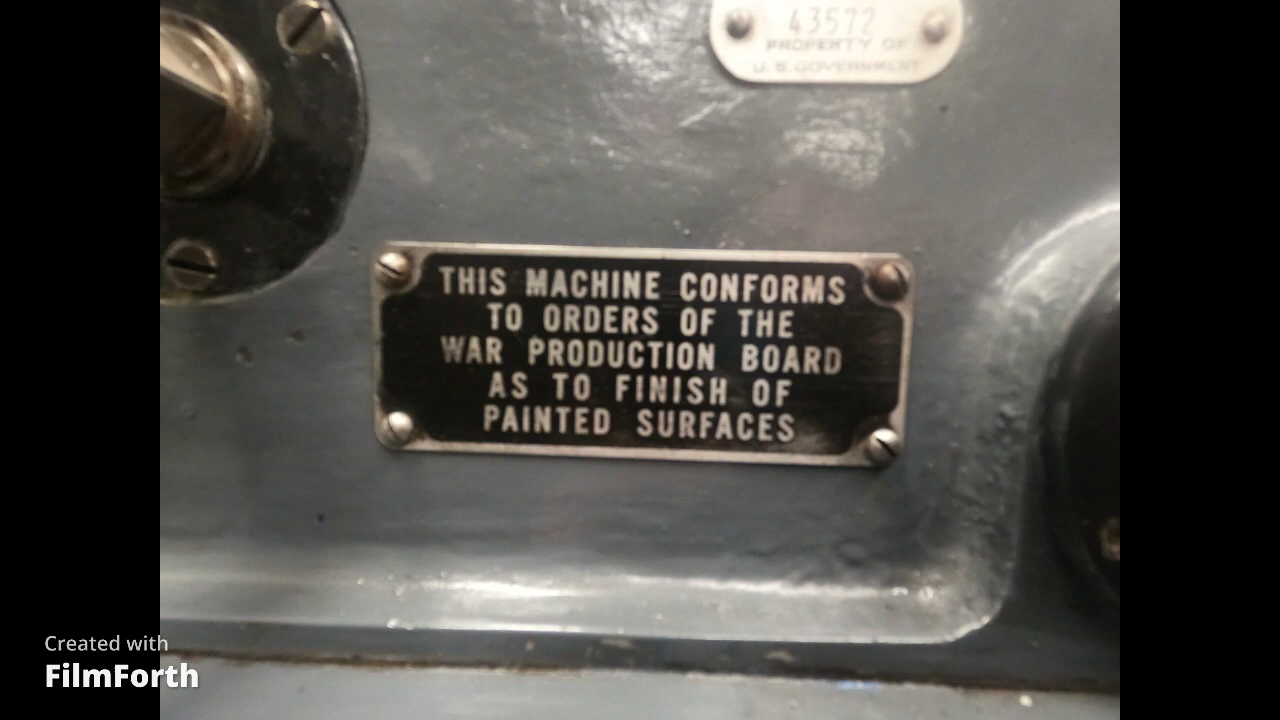 43572
PROPERTY OF
U.S. GOVERNMENT
THIS MACHINE CONFORMS
TO ORDERS OF THE
WAR PRODUCTION BOARD
AS TO FINISH OF
PAINTED SURFACES
Created with
FilmForth